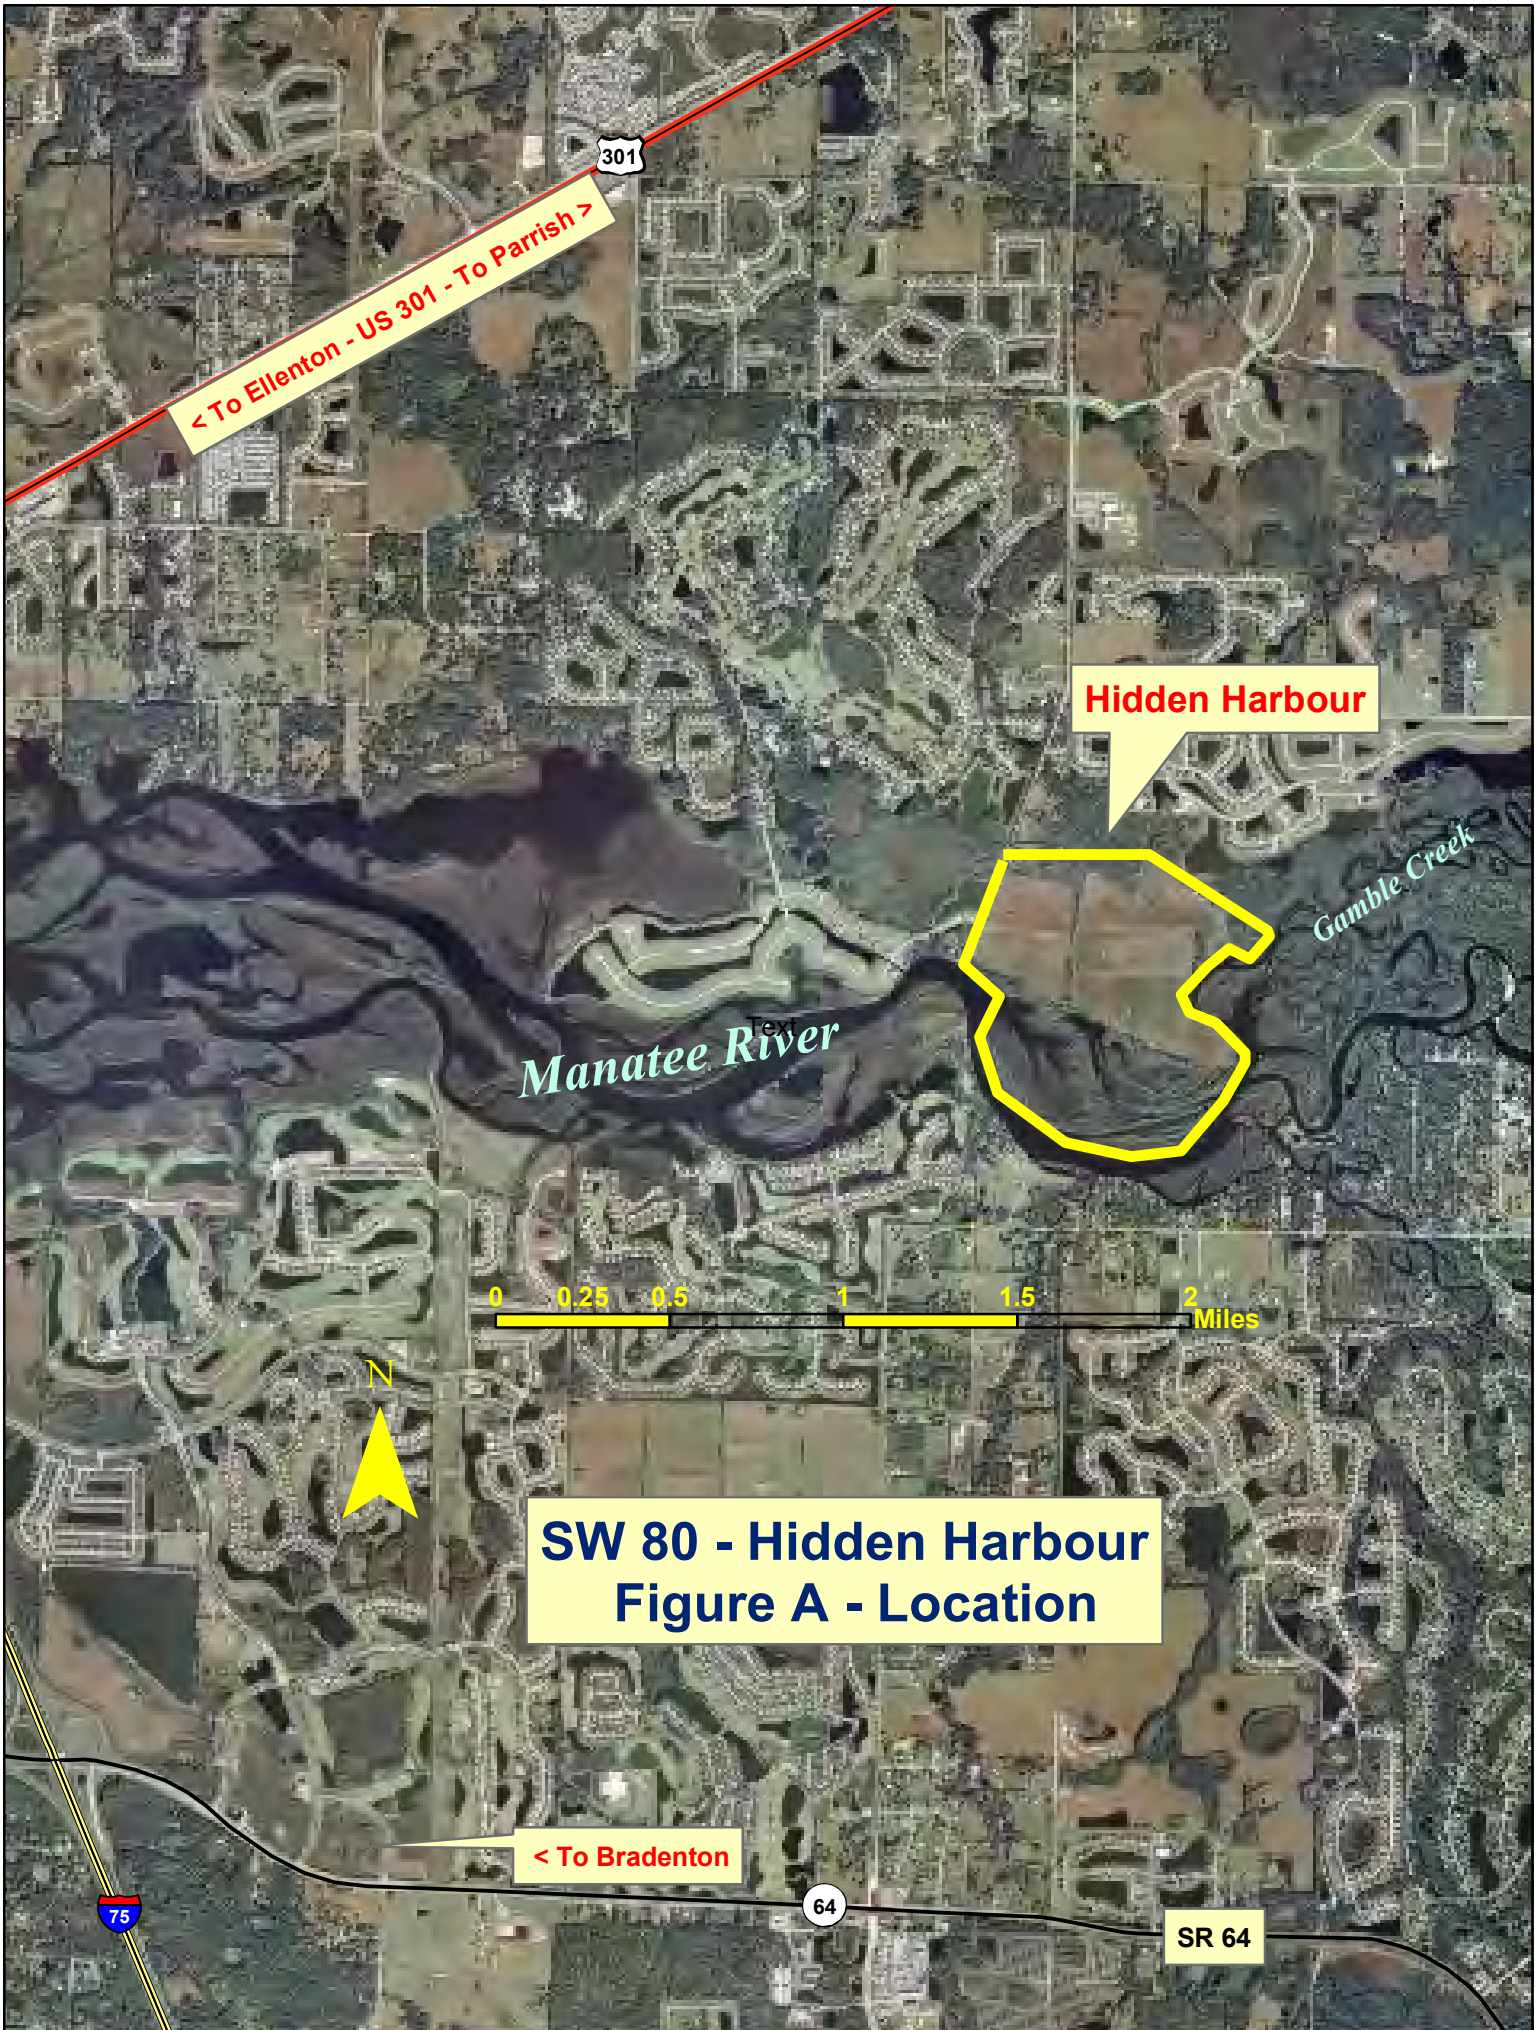 301
< To Ellenton - US 301 - To Parrish >
Hidden Harbour
Gamble Creek
Text
Manatee River
0 0.25 0.5 1 1.5 2
Miles
N
SW 80 - Hidden Harbour
Figure A - Location
< To Bradenton
75
64
SR 64